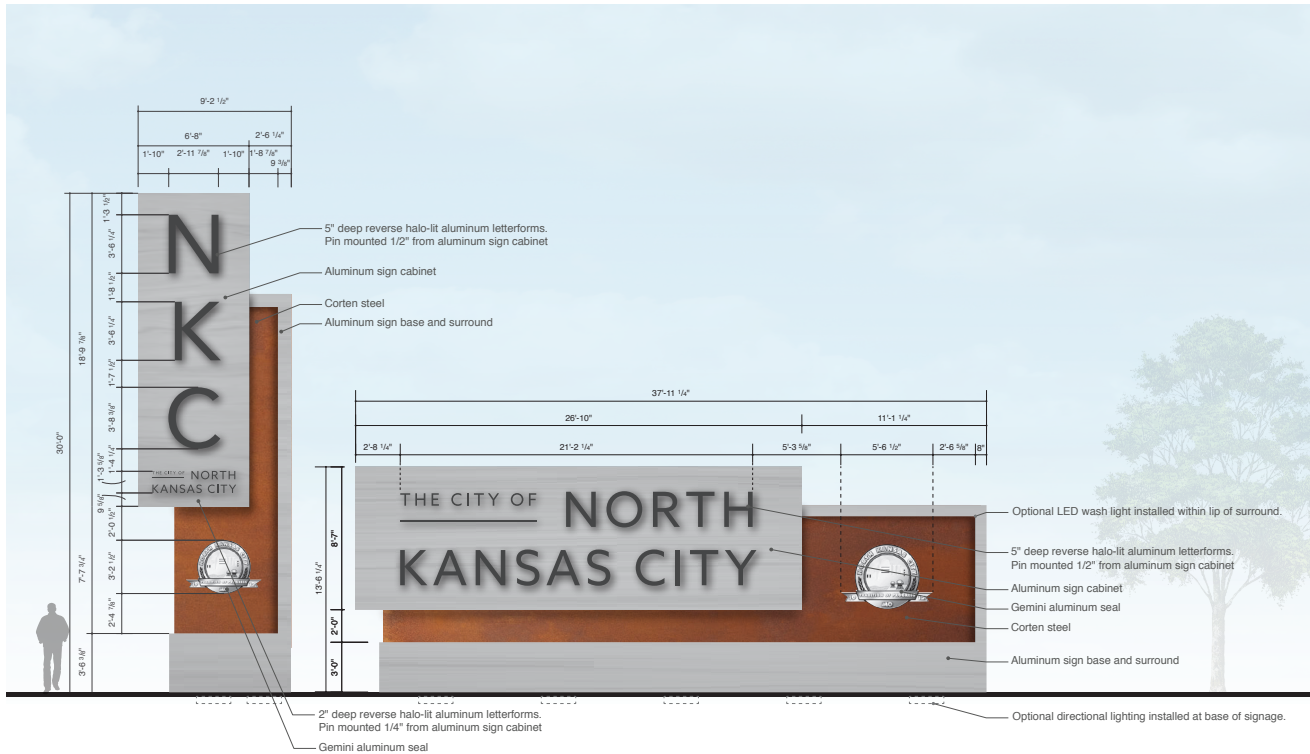 9'-2 1/2"
6'-8"
2'-6 1/4"
1'-10"
2'-11 7/8"
1'-10"
1'-8 7/8"
9 3/8"
30'-0"
18'-9 7/8"
7'-7 3/4"
3'-6 3/8"
1'-3 1/2"
3'-6 1/4"
1'-8 1/2"
3'-6 1/4"
1'-7 1/2"
3'-8 3/8"
1'-4 1/4"
1'-3 5/8"
9 5/8"
2'-0 1/2"
3'-2 1/2"
2'-4 7/8"
N
K
C
THE CITY OF NORTH
KANSAS CITY
5" deep reverse halo-lit aluminum letterforms.
Pin mounted 1/2" from aluminum sign cabinet
Aluminum sign cabinet
Corten steel
Aluminum sign base and surround
2" deep reverse halo-lit aluminum letterforms.
Pin mounted 1/4" from aluminum sign cabinet
Gemini aluminum seal
37'-11 1/4"
26'-10"
11'-1 1/4"
2'-8 1/4"
21'-2 1/4"
5'-3 5/8"
5'-6 1/2"
2'-6 5/8"
8"
13'-6 1/4"
8'-7"
2'-0"
3'-0"
THE CITY OF NORTH
KANSAS CITY
Optional LED wash light installed within lip of surround.
5" deep reverse halo-lit aluminum letterforms.
Pin mounted 1/2" from aluminum sign cabinet
Aluminum sign cabinet
Gemini aluminum seal
Corten steel
Aluminum sign base and surround
Optional directional lighting installed at base of signage.